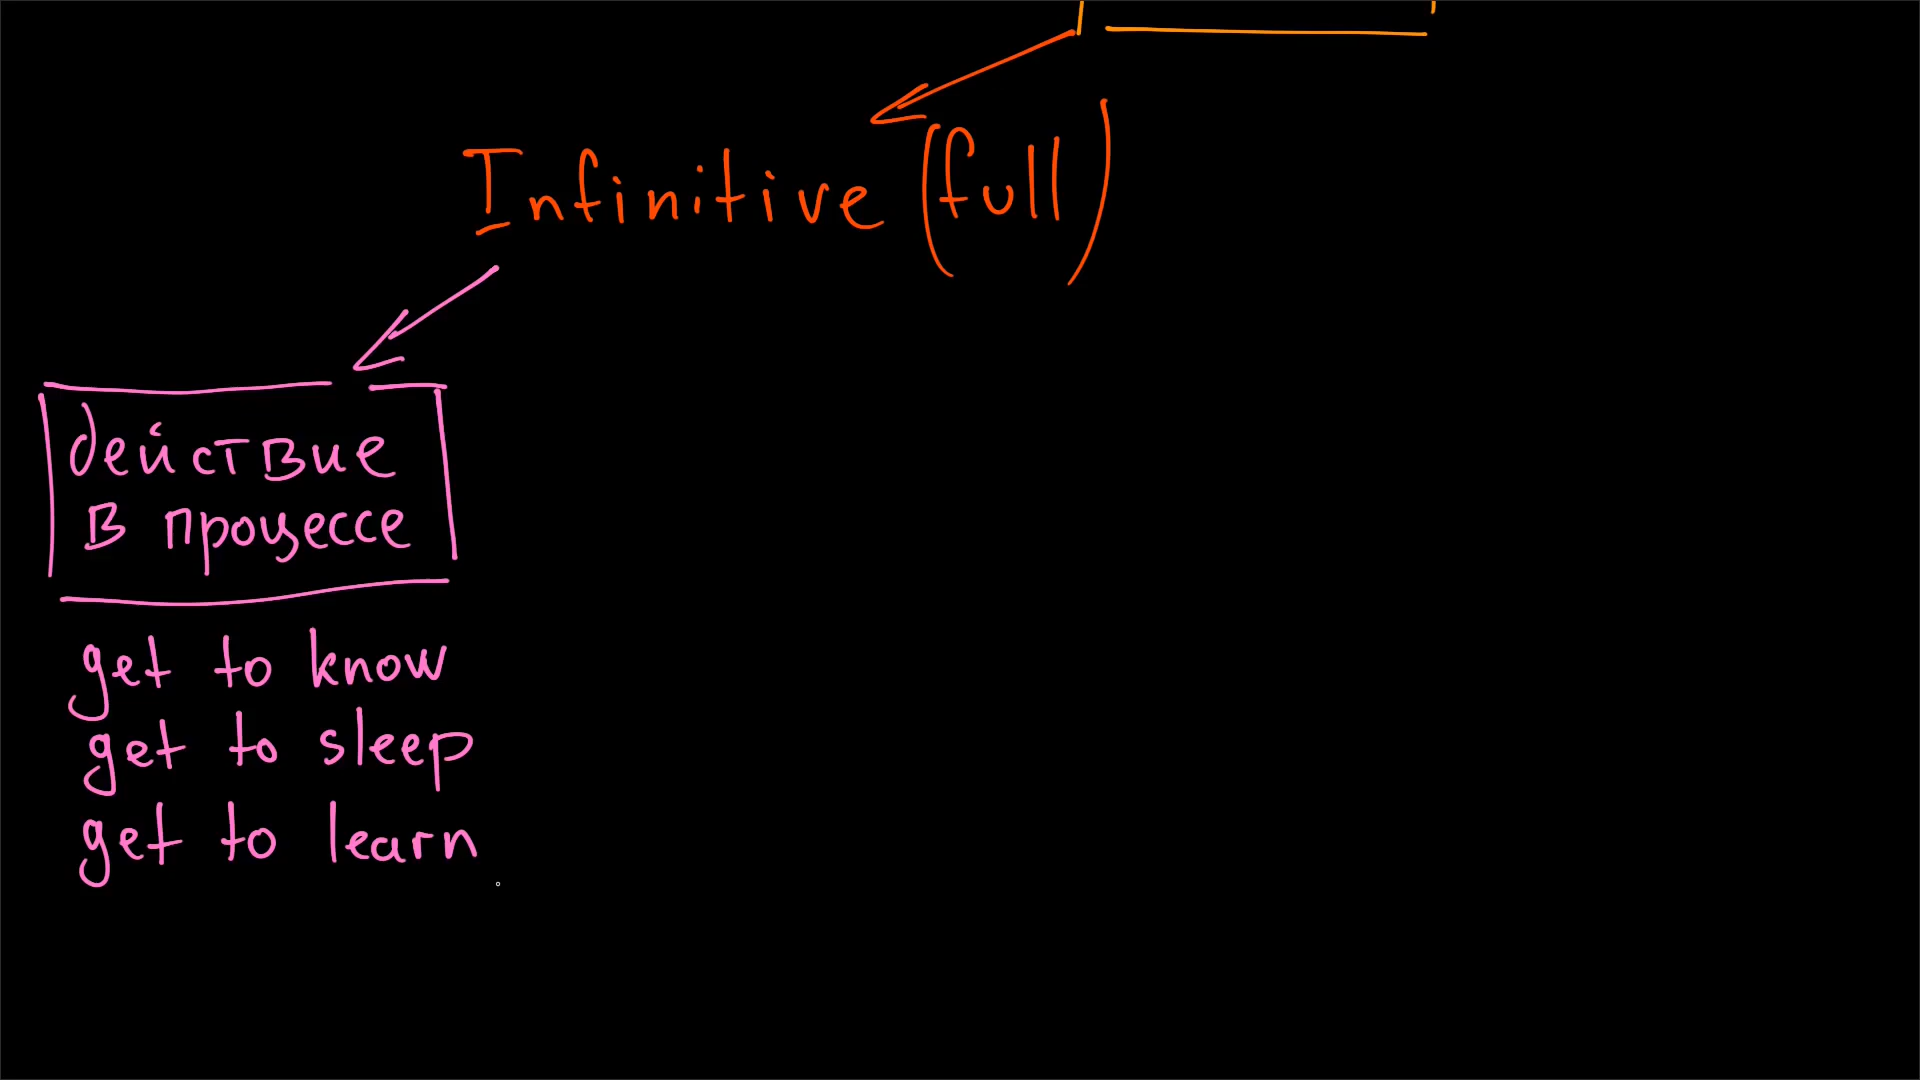 Infinitive (full)
действие
в процессе
get to know
get to sleep
get to learn